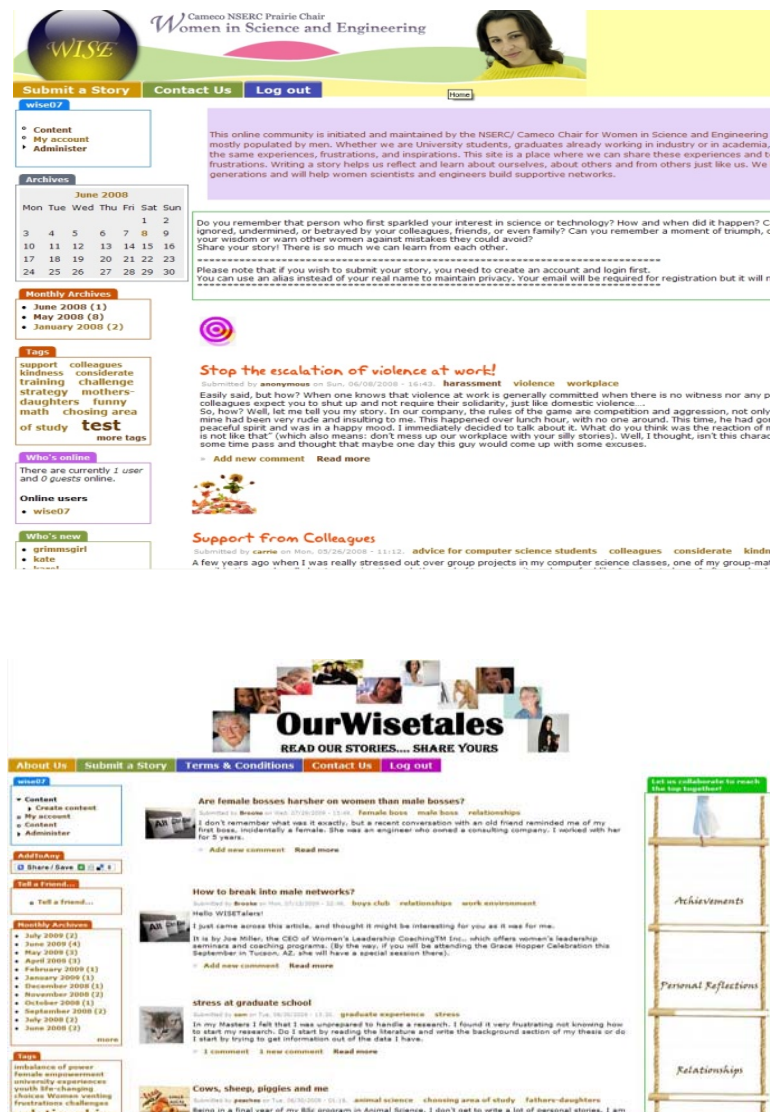 WISE
Cameco NSERC Prairie Chair
Women in Science and Engineering
Submit a Story Contact Us Log out
Home
wise07
Content
My account
Administer
Archives
June 2008
Mon Tue Wed Thu Fri Sat Sun
1 2
3 4 5 6 7 8 9
10 11 12 13 14 15 16
17 18 19 20 21 22 23
24 25 26 27 28 29 30
Monthly Archives
June 2008 (1)
May 2008 (8)
January 2008 (2)
Tags
support colleagues
kindness considerate
training challenge
strategy mothers-
daughters funny
math chosing area
of study test
more tags
Who's online
There are currently 1 user
and 0 guests online.
Online users
wise07
Who's new
grimmsgirl
kate
This online community is initiated and maintained by the NSERC/ Cameco Chair for Women in Science and Engineering
mostly populated by men. Whether we are University students, graduates already working in industry or in academia,
the same experiences, frustrations, and inspirations. This site is a place where we can share these experiences and
frustrations. Writing a story helps us reflect and learn about ourselves, about others and from others just like us. We
generations and will help women scientists and engineers build supportive networks.
Do you remember that person who first sparkled your interest in science or technology? How and when did it happen?
ignored, undermined, or betrayed by your colleagues, friends, or even family? Can you remember a moment of triumph,
your wisdom or warn other women against mistakes they could avoid?
Share your story! There is so much we can learn from each other.
Please note that if you wish to submit your story, you need to create an account and login first.
You can use an alias instead of your real name to maintain privacy. Your email will be required for registration but it will
Stop the escalation of violence at work!
Submitted by anonymous on Sun, 06/08/2008 - 16:43. harassment violence workplace
Easily said, but how? When one knows that violence at work is generally committed when there is no witness nor any
colleagues expect you to shut up and not require their solidarity, just like domestic violence....
So, how? Well, let me tell you my story. In our company, the rules of the game are competition and aggression, not only
mine had been very rude and insulting to me. This happened over lunch hour, with no one around. This time, he had
peaceful spirit and was in a happy mood. I immediately decided to talk about it. What do you think was the reaction of
is not like that" (which also means: don't mess up our workplace with your silly stories). Well, I thought, isn't this
some time pass and thought that maybe one day this guy would come up with some excuses.
» Add new comment Read more
Support from Colleagues
Submitted by carrie on Mon, 05/26/2008 - 11:12. advice for computer science students colleagues considerate
A few years ago when I was really stressed out over group projects in my computer science classes, one of my
OurWisetales
READ OUR STORIES.... SHARE YOURS
About Us Submit a Story Terms & Conditions Contact Us Log out
wise07
Content
Create content
My account
Content
Administer
AddToAny
Share / Save
Tell a Friend...
Tell a friend...
Monthly Archives
July 2009 (2)
June 2009 (4)
May 2009 (3)
April 2009 (3)
February 2009 (1)
January 2009 (1)
December 2008 (1)
November 2008 (2)
October 2008 (1)
September 2008 (2)
July 2008 (2)
June 2008 (2)
more
Tags
imbalance of power
female empowerment
university experiences
youth life-changing
choices Women venting
frustrations challenges
Are female bosses harsher on women than male bosses?
female boss male boss relationships
I don't remember what was it exactly, but a recent conversation with an old friend reminded me of my
first boss, incidentally a female. She was an engineer who owned a consulting company. I worked with her
for 5 years.
Add new comment Read more
How to break into male networks?
boys club relationships work environment
Hello WISETalers!
I just came across this article, and thought it might be interesting for you as it was for me.
It is by Joe Miller, the CEO of Women's Leadership CoachingTM Inc., which offers women's leadership
seminars and coaching programs. (By the way, if you will be attending the Grace Hopper Celebration this
September in Tucson, AZ, she will have a special session there).
Add new comment Read more
stress at graduate school
graduate experience stress
In my Masters I felt that I was unprepared to handle a research. I found it very frustrating not knowing how
to start my research. Do I start by reading the literature and write the background section of my thesis or do
I start by trying to get information out of the data I have.
1 comment 1 new comment Read more
Cows, sheep, piggies and me
animal science choosing area of study fathers-daughters
Being in a final year of my BSc program in Animal Science, I don't get to write a lot of personal stories. I am
Let us collaborate to reach
the top together!
Achievements
Personal Reflections
Relationships